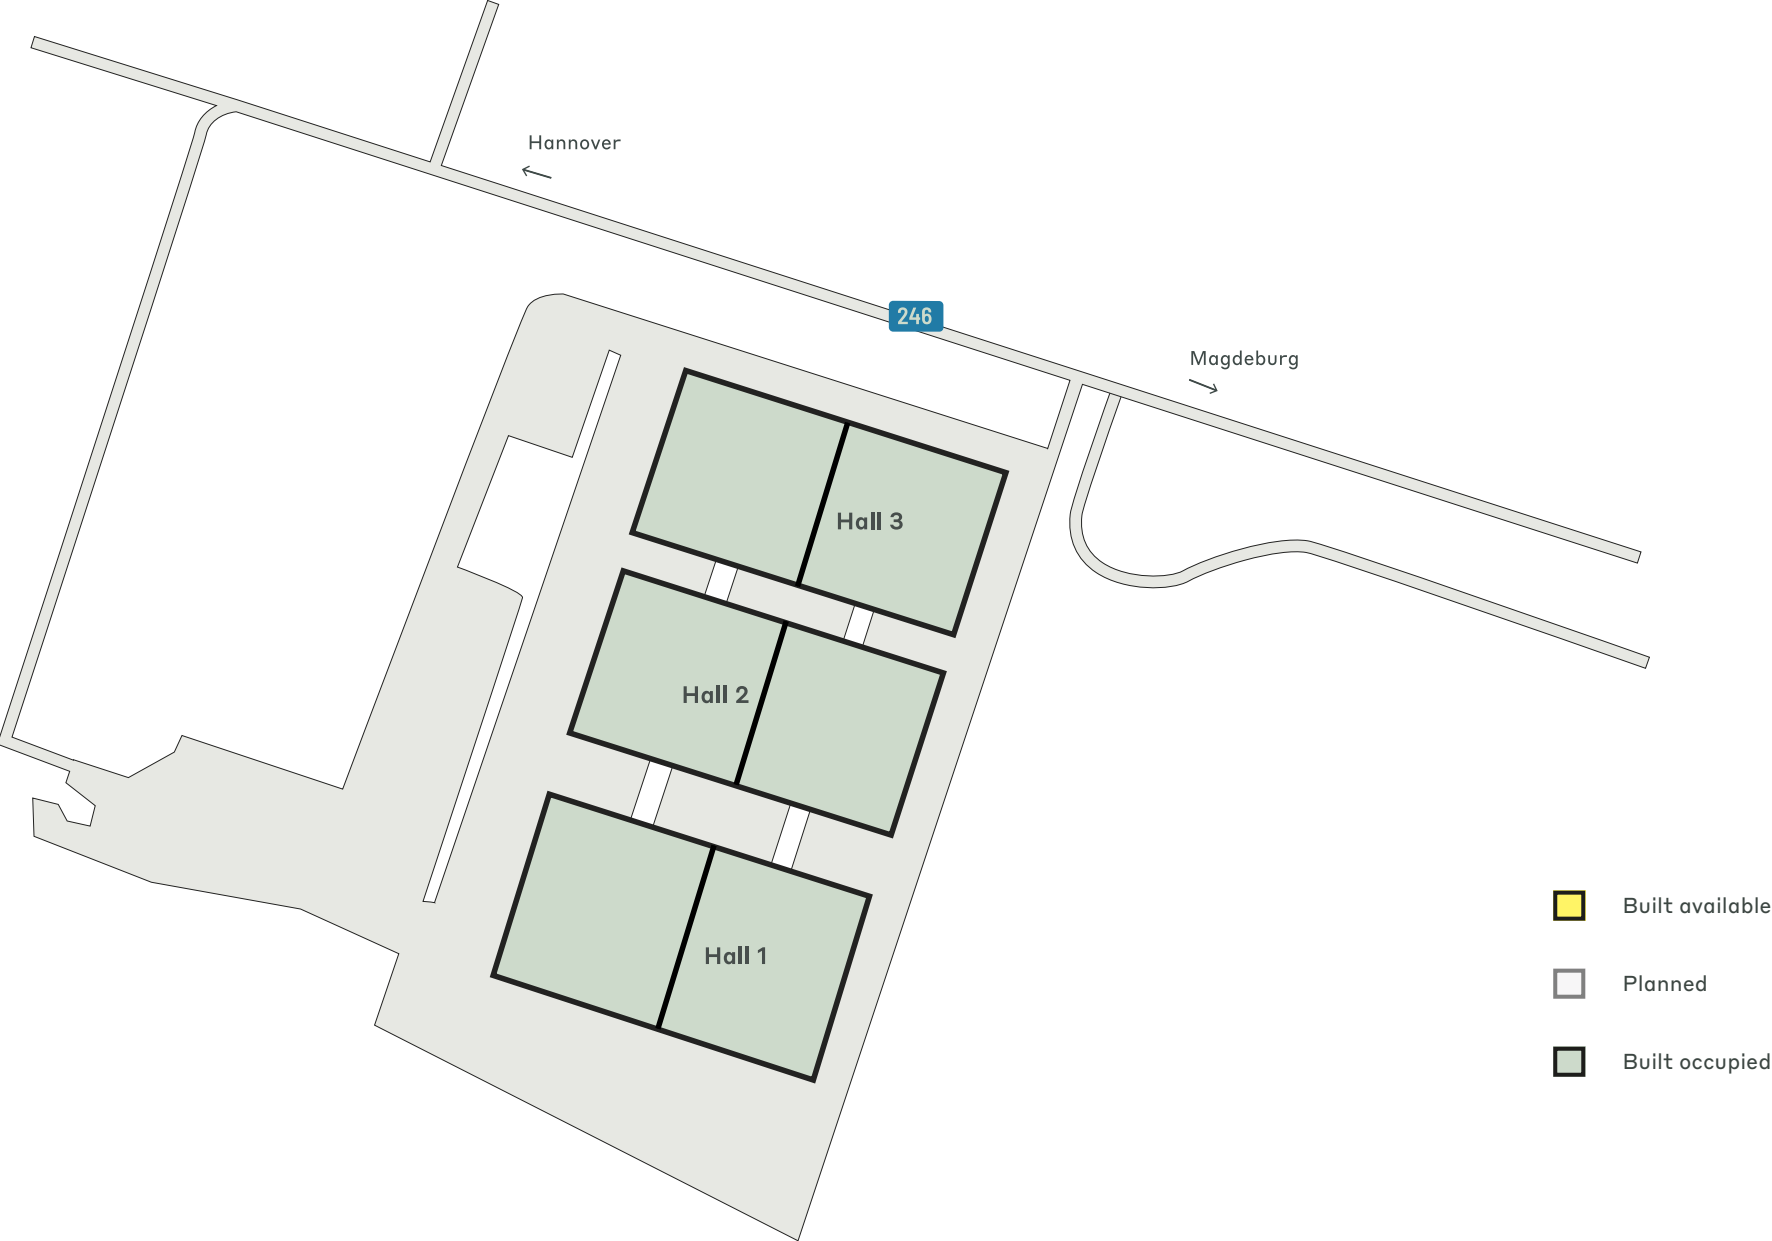 Hannover
246
Magdeburg
Hall 3
Hall 2
Hall 1
Built available
Planned
Built occupied